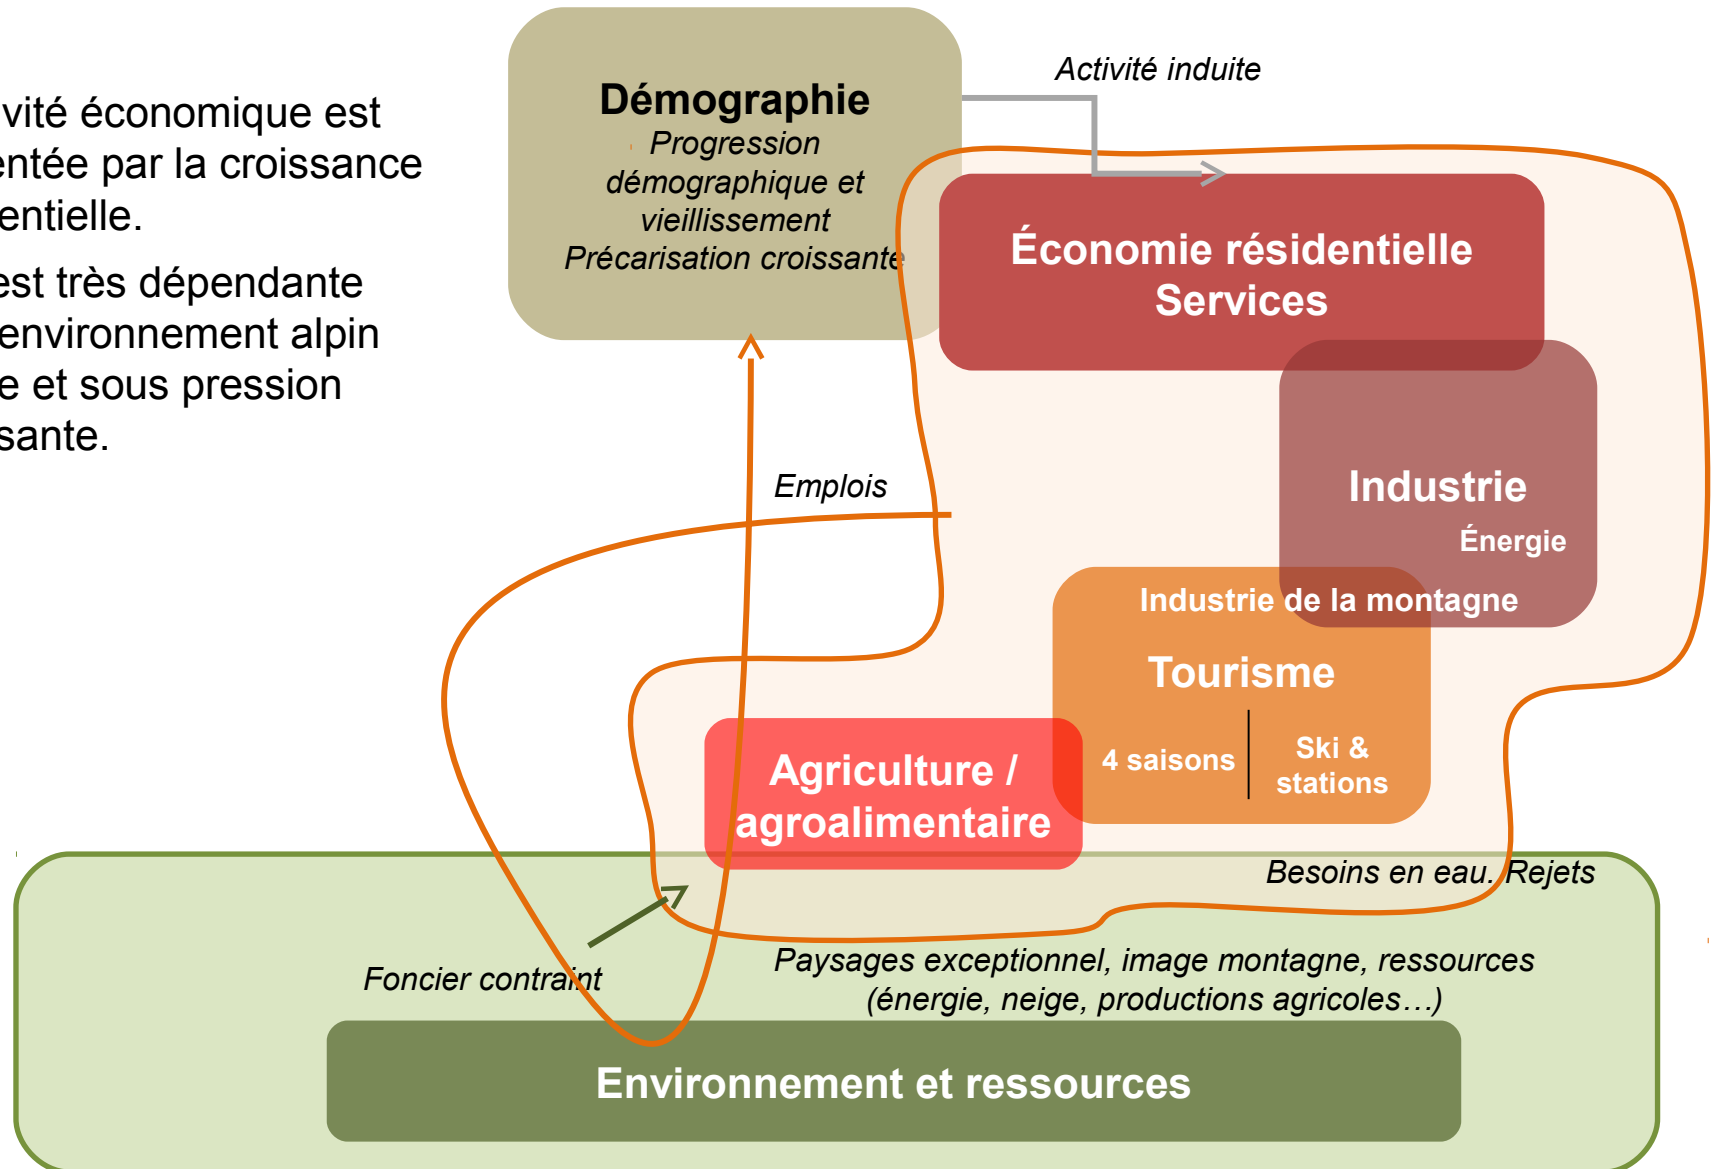 vité économique est
entée par la croissance
entielle.
est très dépendante
environnement alpin
e et sous pression
sante.
Démographie
Progression
démographique et
vieillissement
Précarisation croissante
Activité induite
Économie résidentielle
Services
Emplois
Industrie
Énergie
Industrie de la montagne
Tourisme
4 saisons
Ski &
stations
Agriculture /
agroalimentaire
Besoins en eau. Rejets
Foncier contraint
Paysages exceptionnel, image montagne, ressources
(énergie, neige, productions agricoles…)
Environnement et ressources